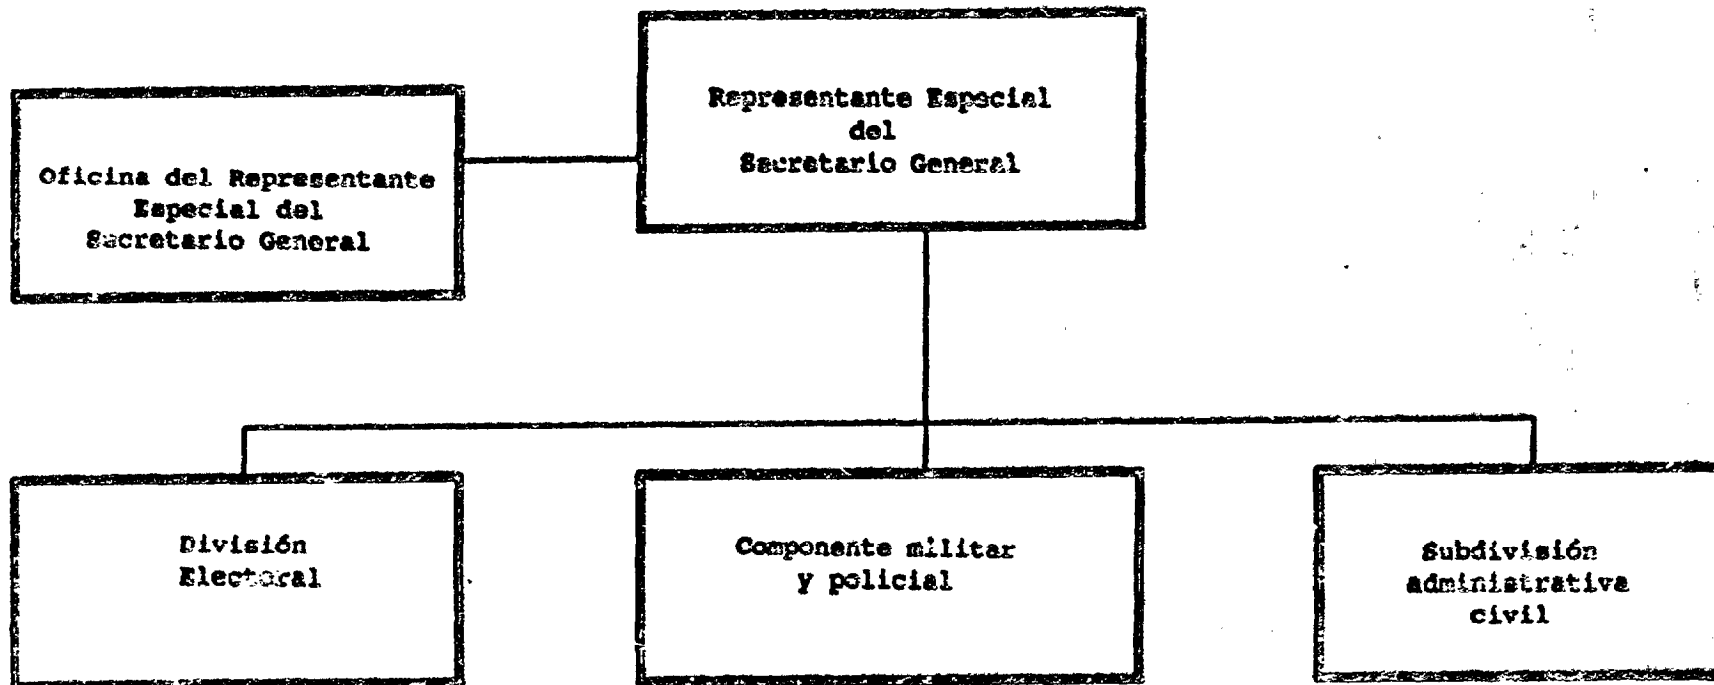 Representante Especial
del
Secretario General
Oficina del Representante
Especial del
Secretario General
División
Electoral
Componente militar
y policial
Subdivisión
administrativa
civil